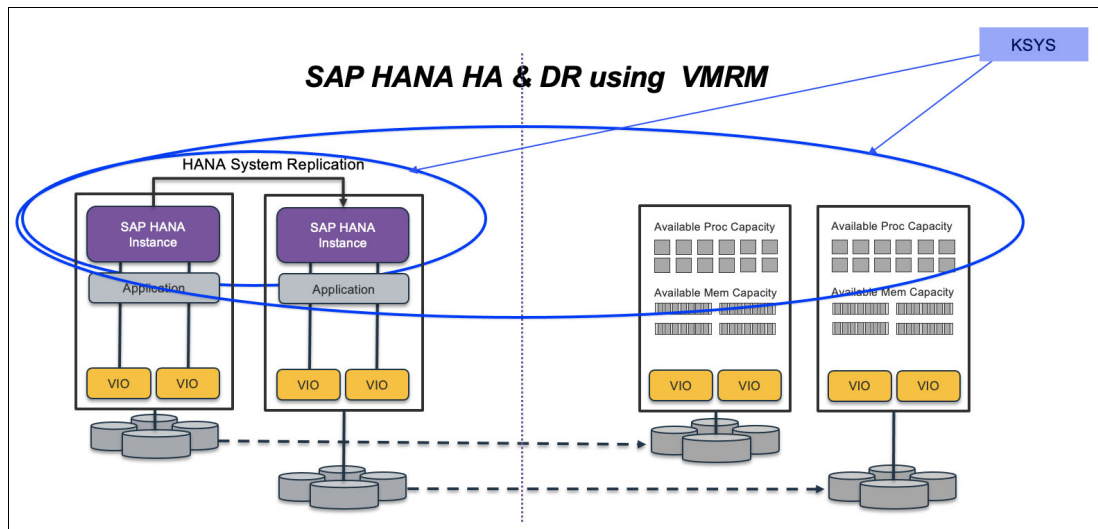 KSYS
SAP HANA HA & DR using VMRM
HANA System Replication
SAP HANA
Instance
SAP HANA
Instance
Application
Application
VIO
VIO
VIO
VIO
Available Proc Capacity
Available Mem Capacity
VIO
VIO
Available Proc Capacity
Available Mem Capacity
VIO
VIO